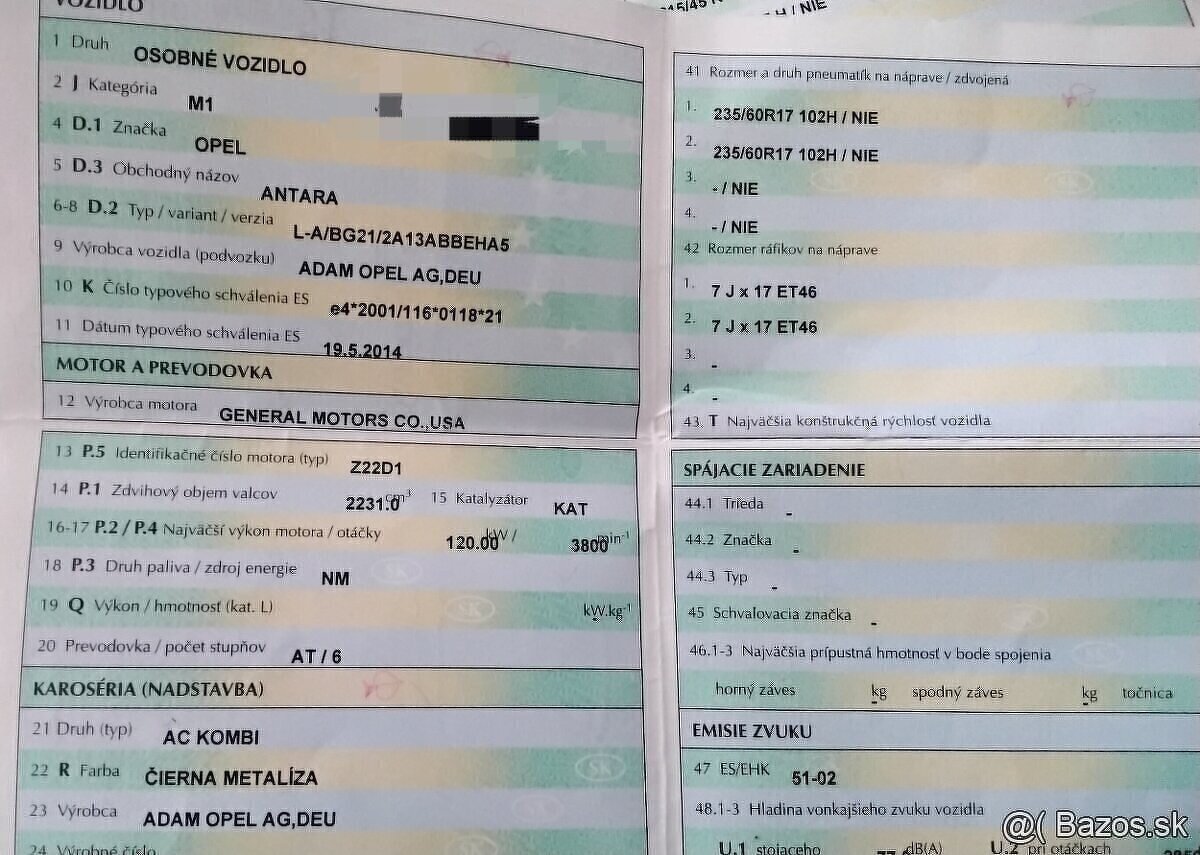 VOZIDLO
1 Druh OSOBNÉ VOZIDLO
2 J Kategória M1
4 D.1 Značka OPEL
5 D.3 Obchodný názov ANTARA
6-8 D.2 Typ / variant / verzia L-A/BG21/2A13ABBEHA5
9 Výrobca vozidla (podvozku) ADAM OPEL AG,DEU
10 K Číslo typového schválenia ES e4*2001/116*0118*21
11 Dátum typového schválenia ES 19.5.2014
MOTOR A PREVODOVKA
12 Výrobca motora GENERAL MOTORS CO.,USA
13 P.5 Identifikačné číslo motora (typ) Z22D1
14 P.1 Zdvihový objem valcov 2231.0 cm³ 15 Katalyzátor KAT
16-17 P.2 / P.4 Najväčší výkon motora / otáčky 120.00 kW / 3800 min-1
18 P.3 Druh paliva / zdroj energie NM
19 Q Výkon / hmotnosť (kat. L) - kW.kg-1
20 Prevodovka / počet stupňov AT / 6
KAROSÉRIA (NADSTAVBA)
21 Druh (typ) AC KOMBI
22 R Farba ČIERNA METALÍZA
23 Výrobca ADAM OPEL AG,DEU
24 Výrobné číslo
/ NIE
41 Rozmer a druh pneumatík na náprave / zdvojená
1. 235/60R17 102H / NIE
2. 235/60R17 102H / NIE
3. - / NIE
4. - / NIE
42 Rozmer ráfikov na náprave
1. 7 J x 17 ET46
2. 7 J x 17 ET46
3. -
4. -
43. T Najväčšia konštrukčná rýchlosť vozidla
SPÁJACIE ZARIADENIE
44.1 Trieda -
44.2 Značka -
44.3 Typ -
45 Schvaľovacia značka -
46.1-3 Najväčšia prípustná hmotnosť v bode spojenia
horný záves - kg spodný záves - kg točnica
EMISIE ZVUKU
47 ES/EHK 51-02
48.1-3 Hladina vonkajšieho zvuku vozidla
U.1 stojaceho dB(A) U.2 pri otáčkach
@( Bazos.sk